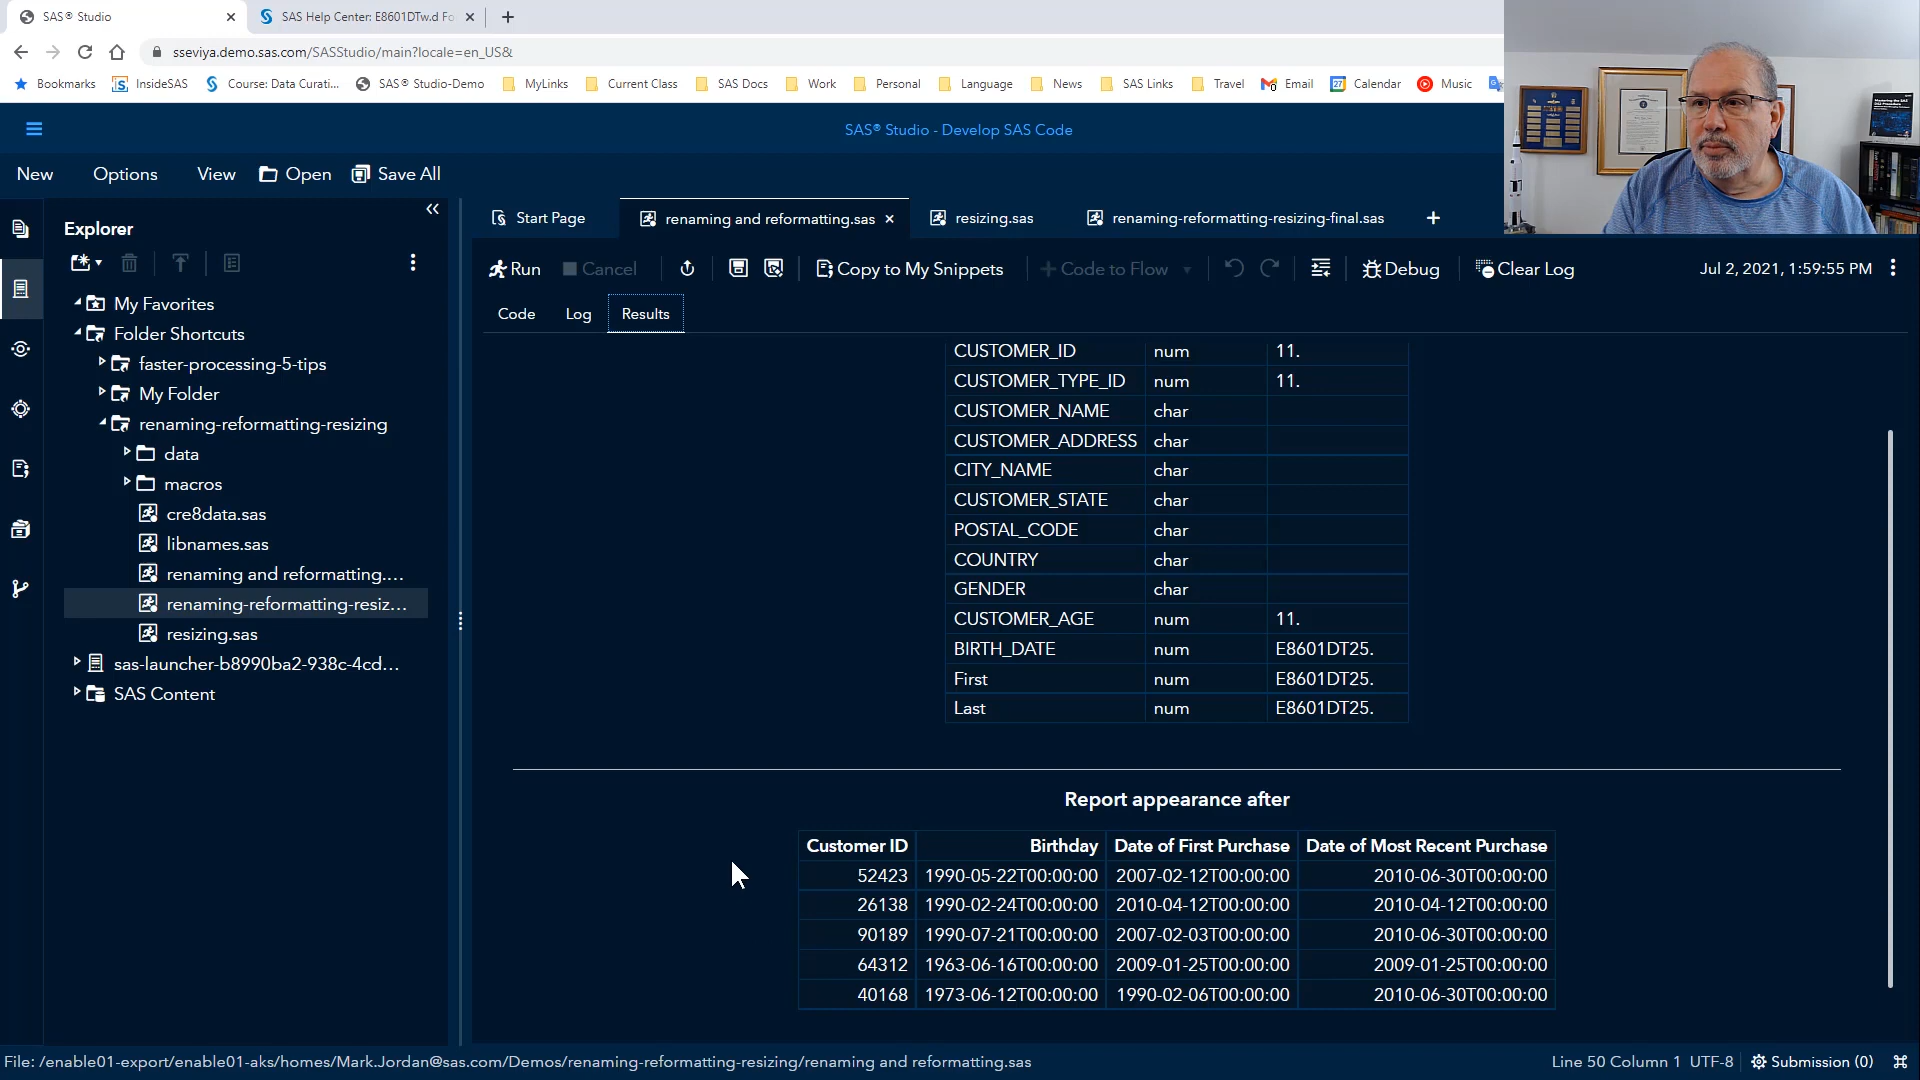 SAS® Studio
SAS Help Center: E8601DTw.d Fo
sseviya.demo.sas.com/SASStudio/main?locale=en_US&
Bookmarks InsideSAS Course: Data Curati... SAS® Studio-Demo MyLinks Current Class SAS Docs Work Personal Language News SAS Links Travel Email 27 Calendar Music
SAS® Studio - Develop SAS Code
New Options View Open Save All
Explorer
My Favorites
Folder Shortcuts
faster-processing-5-tips
My Folder
renaming-reformatting-resizing
data
macros
cre8data.sas
libnames.sas
renaming and reformatting....
renaming-reformatting-resiz...
resizing.sas
sas-launcher-b8990ba2-938c-4cd...
SAS Content
Start Page renaming and reformatting.sas resizing.sas renaming-reformatting-resizing-final.sas
Run Cancel Copy to My Snippets Code to Flow Debug Clear Log Jul 2, 2021, 1:59:55 PM
Code Log Results
CUSTOMER_ID num 11.
CUSTOMER_TYPE_ID num 11.
CUSTOMER_NAME char
CUSTOMER_ADDRESS char
CITY_NAME char
CUSTOMER_STATE char
POSTAL_CODE char
COUNTRY char
GENDER char
CUSTOMER_AGE num 11.
BIRTH_DATE num E8601DT25.
First num E8601DT25.
Last num E8601DT25.
Report appearance after
Customer ID Birthday Date of First Purchase Date of Most Recent Purchase
52423 1990-05-22T00:00:00 2007-02-12T00:00:00 2010-06-30T00:00:00
26138 1990-02-24T00:00:00 2010-04-12T00:00:00 2010-04-12T00:00:00
90189 1990-07-21T00:00:00 2007-02-03T00:00:00 2010-06-30T00:00:00
64312 1963-06-16T00:00:00 2009-01-25T00:00:00 2009-01-25T00:00:00
40168 1973-06-12T00:00:00 1990-02-06T00:00:00 2010-06-30T00:00:00
File: /enable01-export/enable01-aks/homes/Mark.Jordan@sas.com/Demos/renaming-reformatting-resizing/renaming and reformatting.sas
Line 50 Column 1 UTF-8 Submission (0)